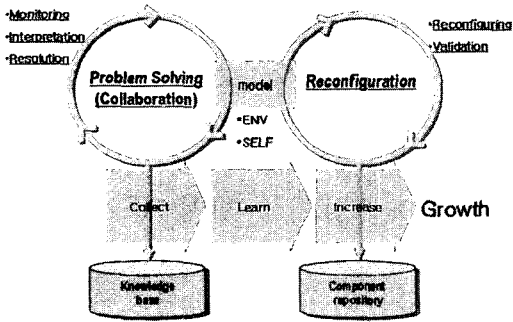 •Monitoring
•Interpretation
•Resolution
Problem Solving
(Collaboration)
model
•ENV
•SELF
Reconfiguration
•Reconfiguring
•Validation
Collect
Learn
Increase
Growth
Knowledge
base
Component
repository